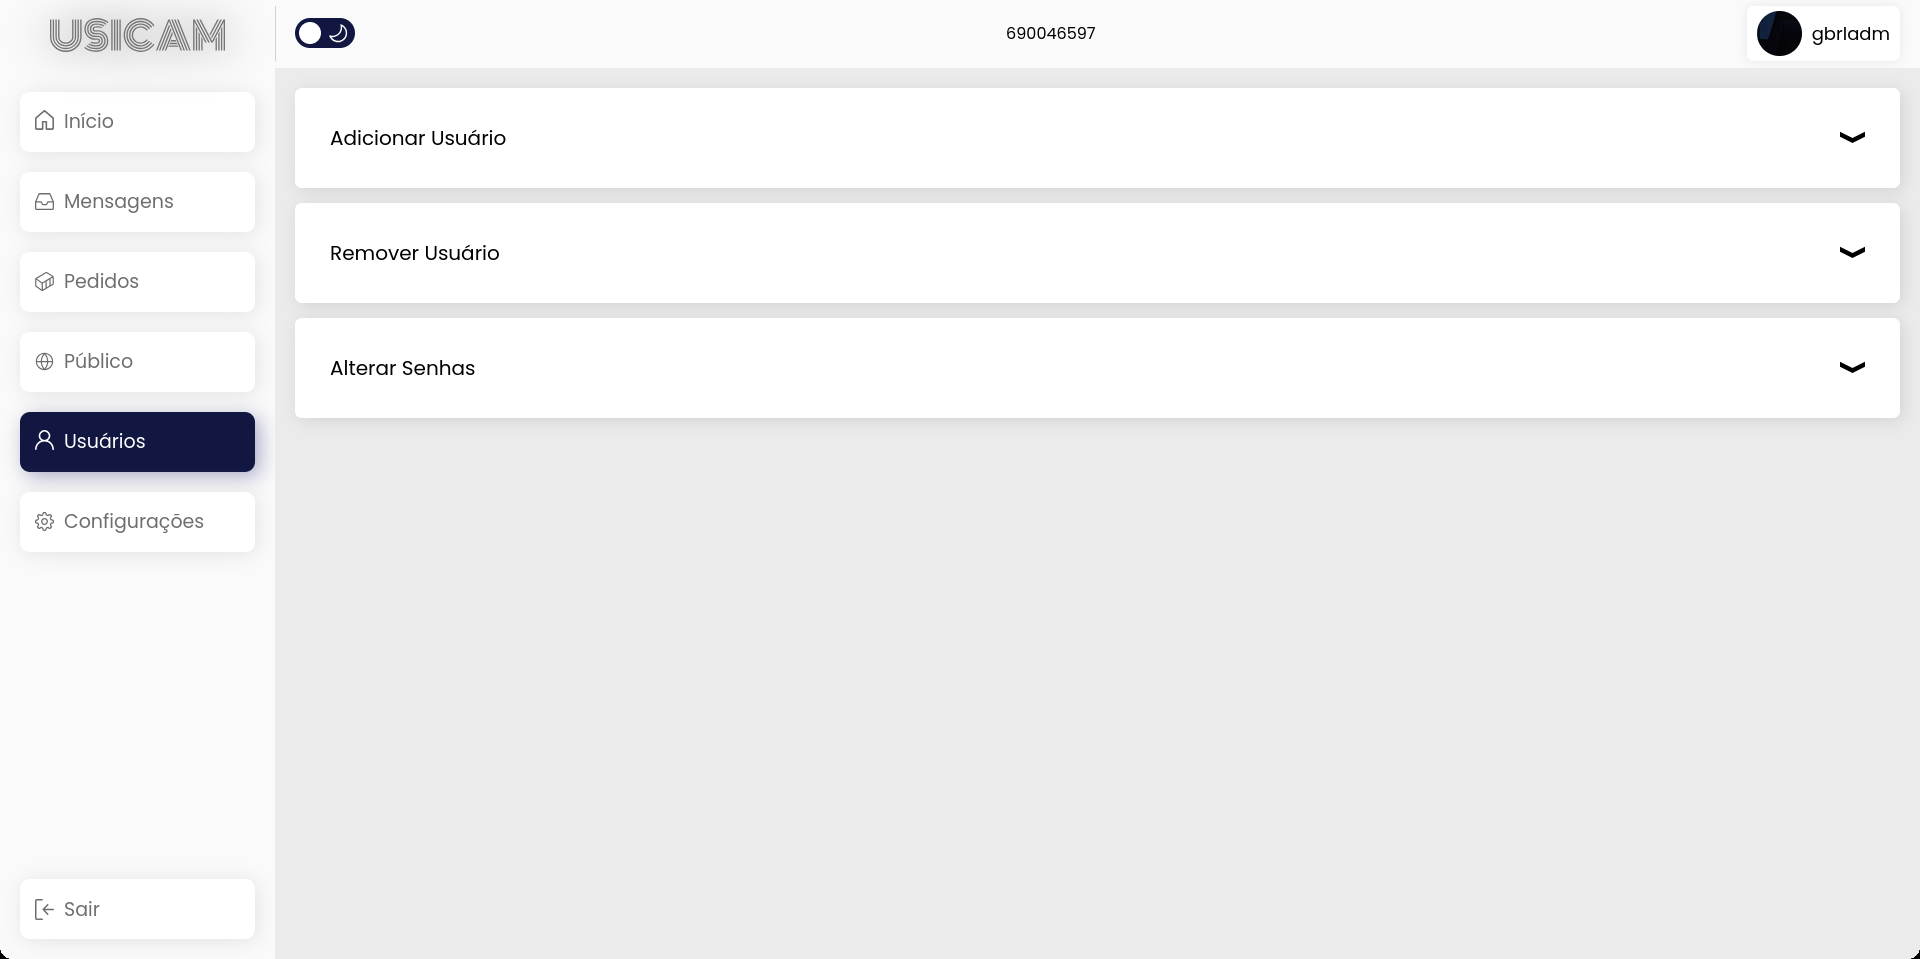 USICAM
690046597
gbrladm
Início
Mensagens
Pedidos
Público
Usuários
Configurações
Sair
Adicionar Usuário
Remover Usuário
Alterar Senhas